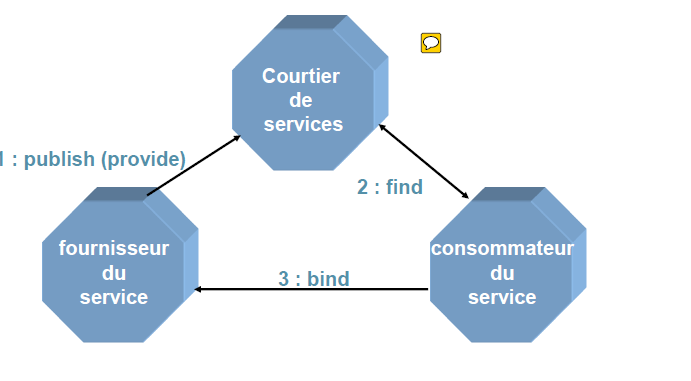 Courtier
de
services
1 : publish (provide)
2 : find
fournisseur
du
service
3 : bind
consommateur
du
service